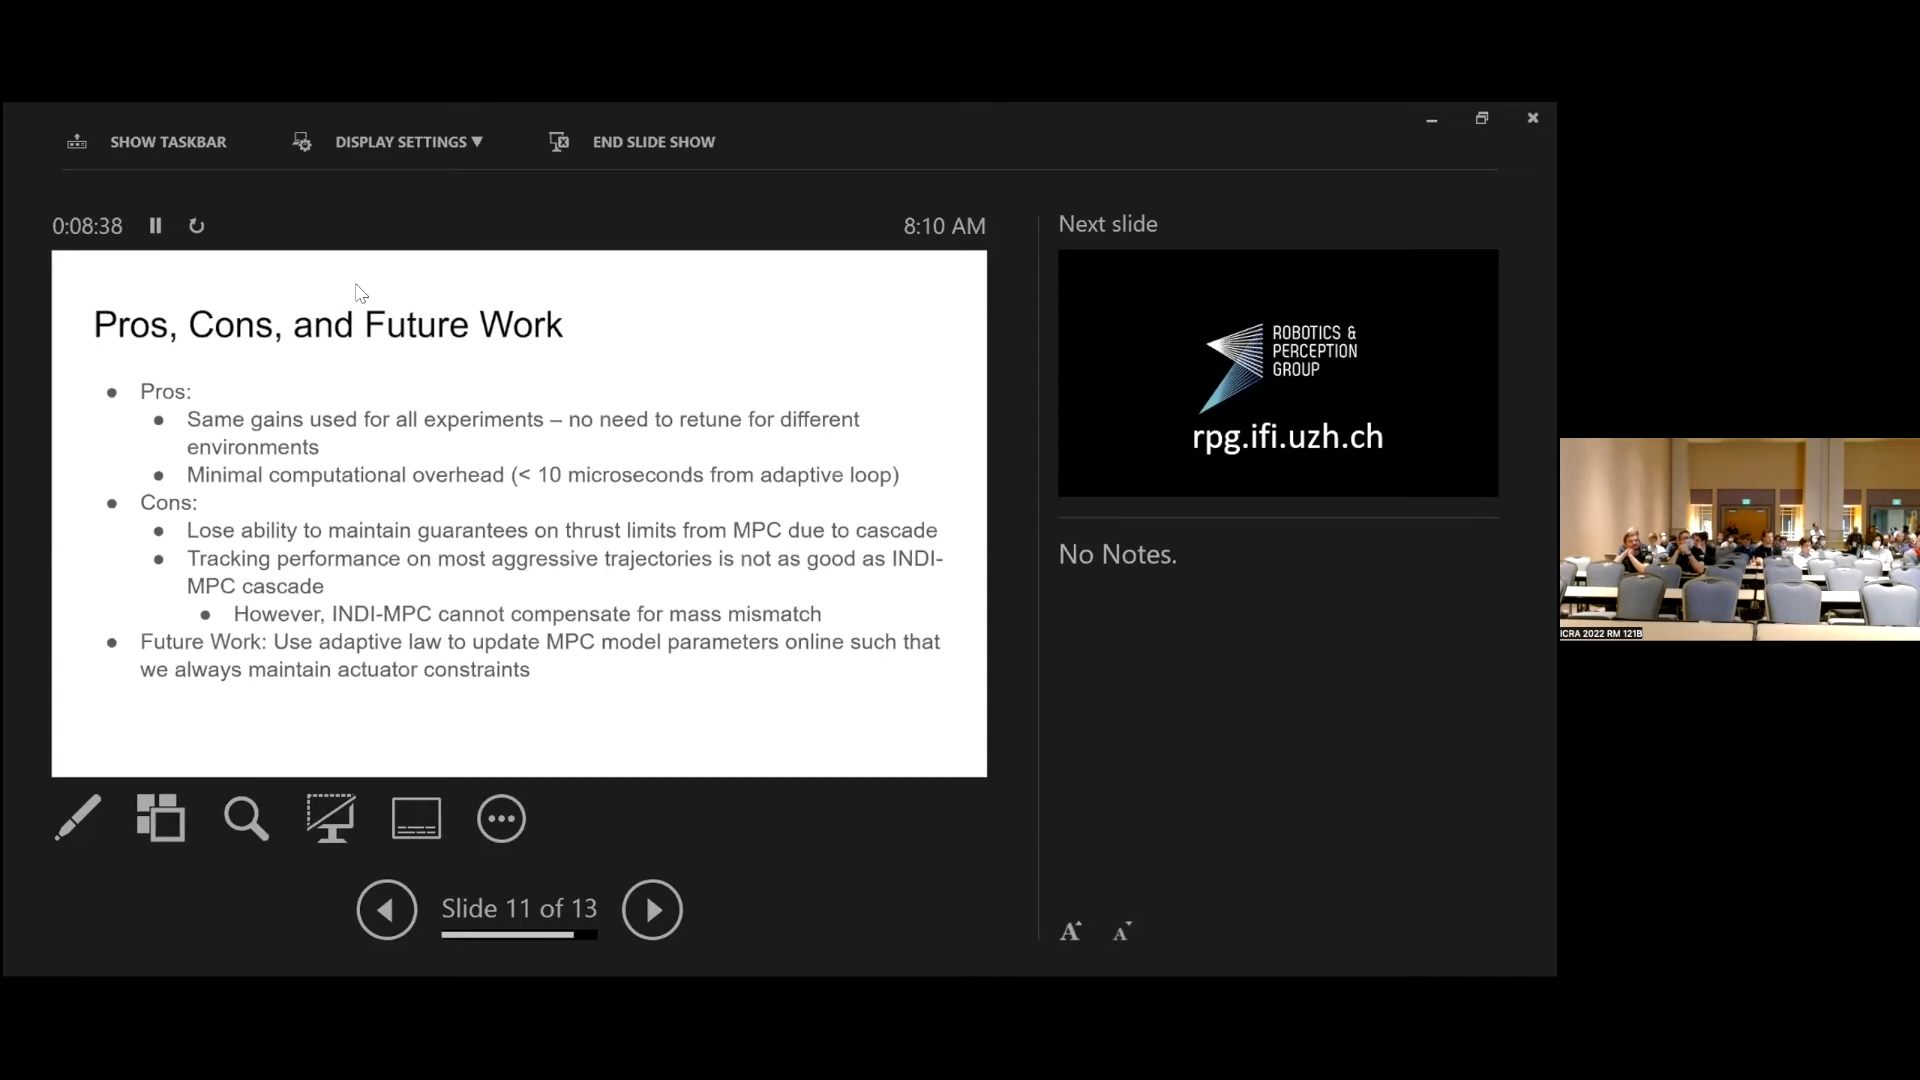 SHOW TASKBAR
DISPLAY SETTINGS ▼
END SLIDE SHOW
0:08:38
8:10 AM
Pros, Cons, and Future Work
● Pros:
● Same gains used for all experiments – no need to retune for different
environments
● Minimal computational overhead (< 10 microseconds from adaptive loop)
● Cons:
● Lose ability to maintain guarantees on thrust limits from MPC due to cascade
● Tracking performance on most aggressive trajectories is not as good as INDI-
MPC cascade
● However, INDI-MPC cannot compensate for mass mismatch
● Future Work: Use adaptive law to update MPC model parameters online such that
we always maintain actuator constraints
Slide 11 of 13
Next slide
ROBOTICS &
PERCEPTION
GROUP
rpg.ifi.uzh.ch
No Notes.
A A
ICRA 2022 RM 121B